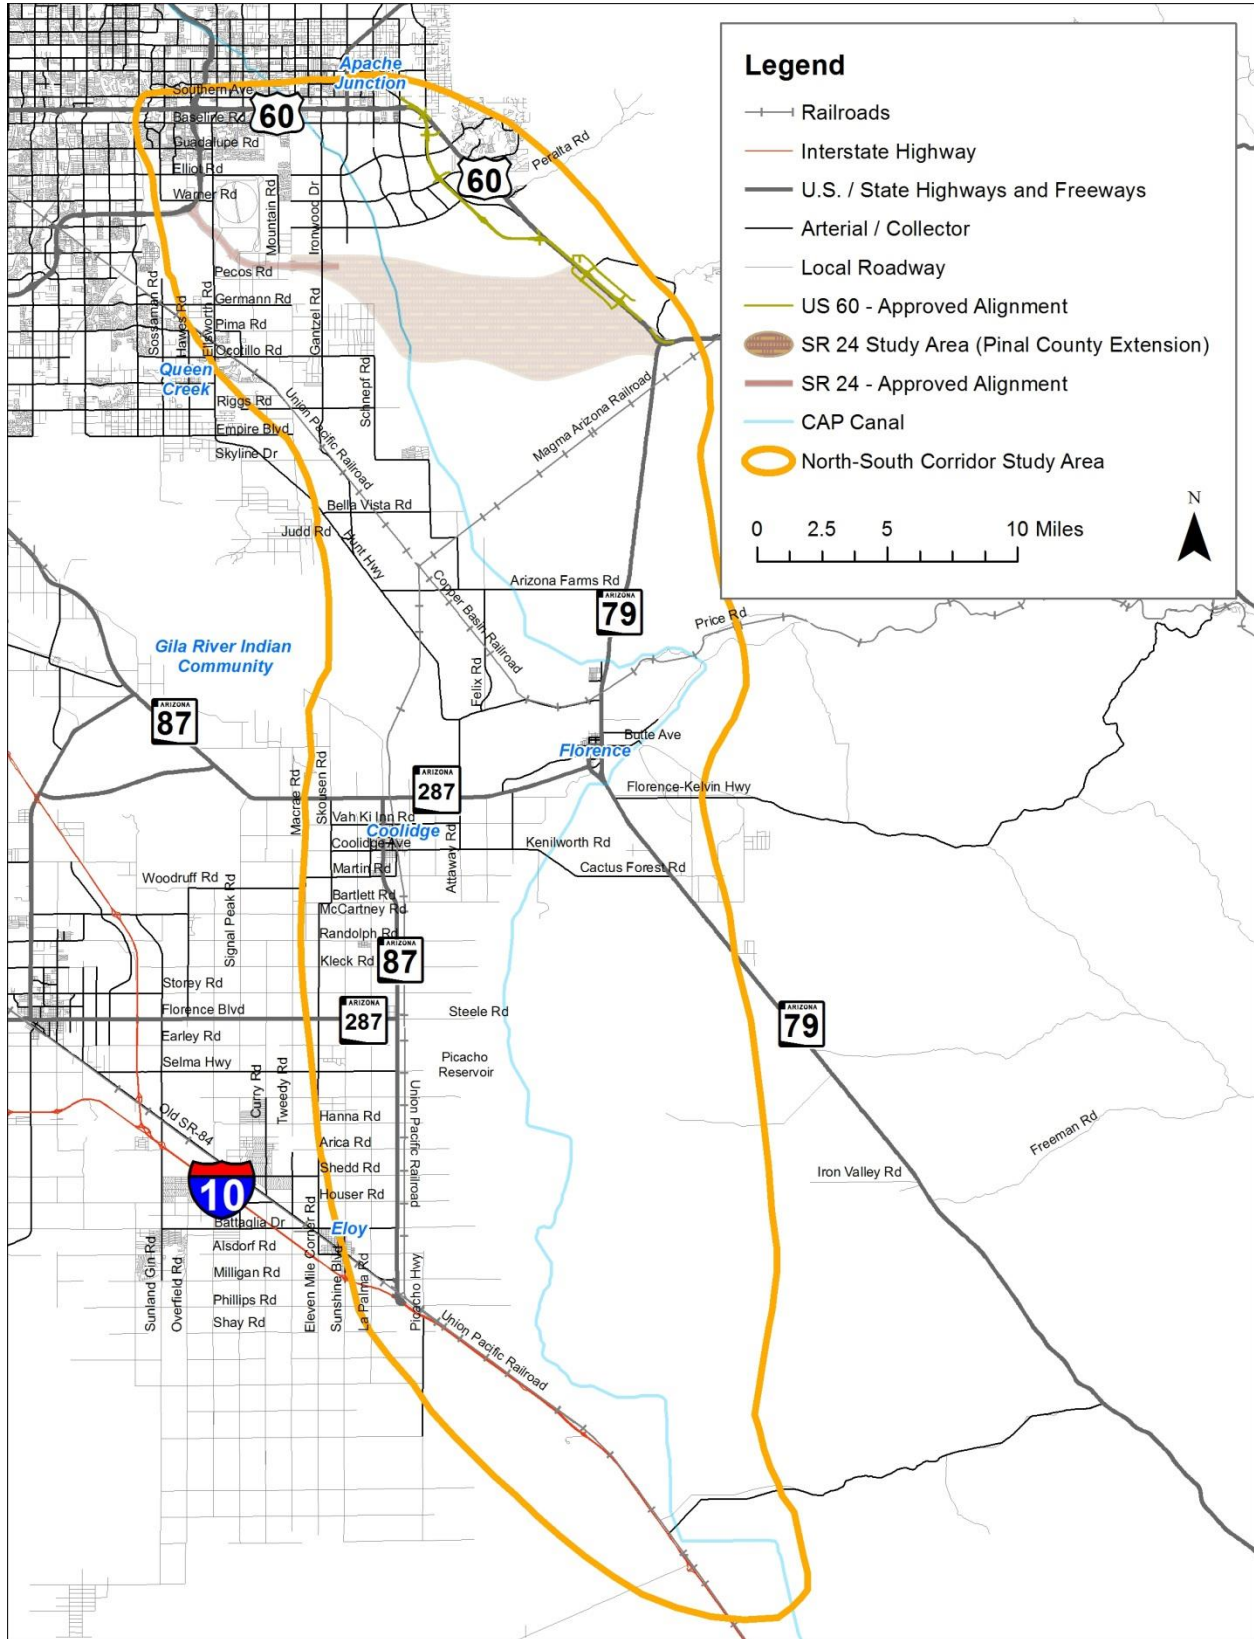 Legend
Railroads
Interstate Highway
U.S. / State Highways and Freeways
Arterial / Collector
Local Roadway
US 60 - Approved Alignment
SR 24 Study Area (Pinal County Extension)
SR 24 - Approved Alignment
CAP Canal
North-South Corridor Study Area
0 2.5 5 10 Miles
N
Apache
Junction
Southern Ave
Baseline Rd
60
Guadalupe Rd
Elliot Rd
Warner Rd
Peralta Rd
60
Mountain Rd
Ironwood Dr
Pecos Rd
Sossaman Rd
Hawes Rd
Ellsworth Rd
Germann Rd
Gantzel Rd
Pima Rd
Ocotillo Rd
Queen
Creek
Schnepf Rd
Riggs Rd
Union Pacific Railroad
Magma Arizona Railroad
Empire Blvd
Skyline Dr
Bella Vista Rd
Judd Rd
Hunt Hwy
Copper Basin Railroad
Arizona Farms Rd
ARIZONA
79
Price Rd
Gila River Indian
Community
Felix Rd
ARIZONA
87
Butte Ave
Florence
Macrae Rd
Skousen Rd
ARIZONA
287
Florence-Kelvin Hwy
Vah Ki Inn Rd
Coolidge
Coolidge Ave
Attaway Rd
Kenilworth Rd
Martin Rd
Cactus Forest Rd
Woodruff Rd
Signal Peak Rd
Bartlett Rd
McCartney Rd
Randolph Rd
Kleck Rd
ARIZONA
87
Storey Rd
Florence Blvd
ARIZONA
287
Steele Rd
ARIZONA
79
Earley Rd
Selma Hwy
Picacho
Reservoir
Curry Rd
Tweedy Rd
Union Pacific Railroad
Old SR-84
Hanna Rd
Arica Rd
Shedd Rd
Houser Rd
Freeman Rd
Iron Valley Rd
10
Battaglia Dr
Eloy
Alsdorf Rd
Milligan Rd
Phillips Rd
Shay Rd
Sunland Gin Rd
Overfield Rd
Eleven Mile Corner Rd
Sunshine Blvd
La Palma Rd
Picacho Hwy
Union Pacific Railroad